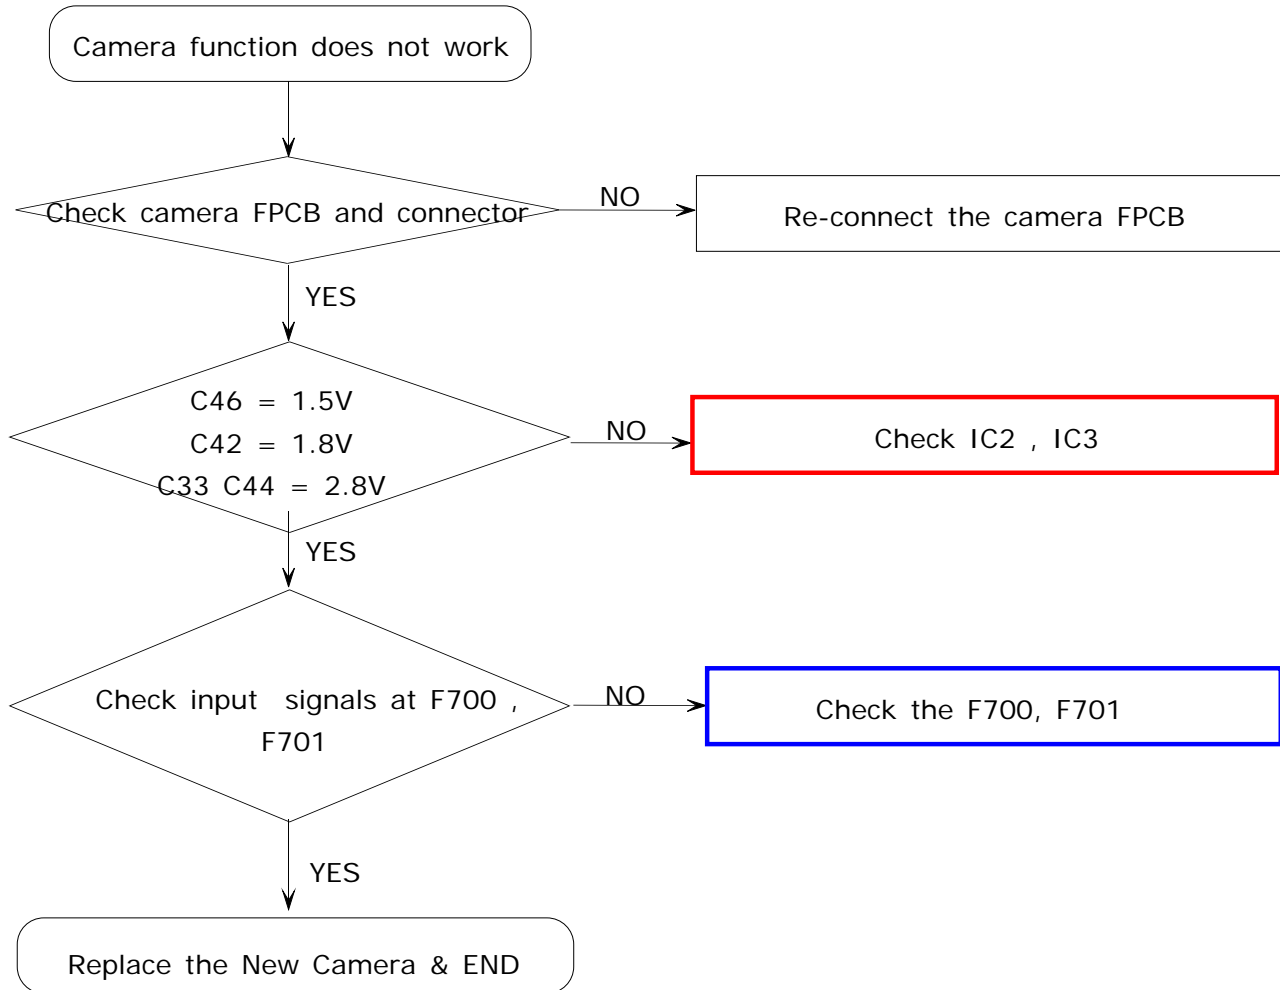 Camera function does not work
Check camera FPCB and connector
NO
Re-connect the camera FPCB
YES
C46 = 1.5V
C42 = 1.8V
C33 C44 = 2.8V
NO
Check IC2 , IC3
YES
Check input signals at F700 ,
F701
NO
Check the F700, F701
YES
Replace the New Camera & END